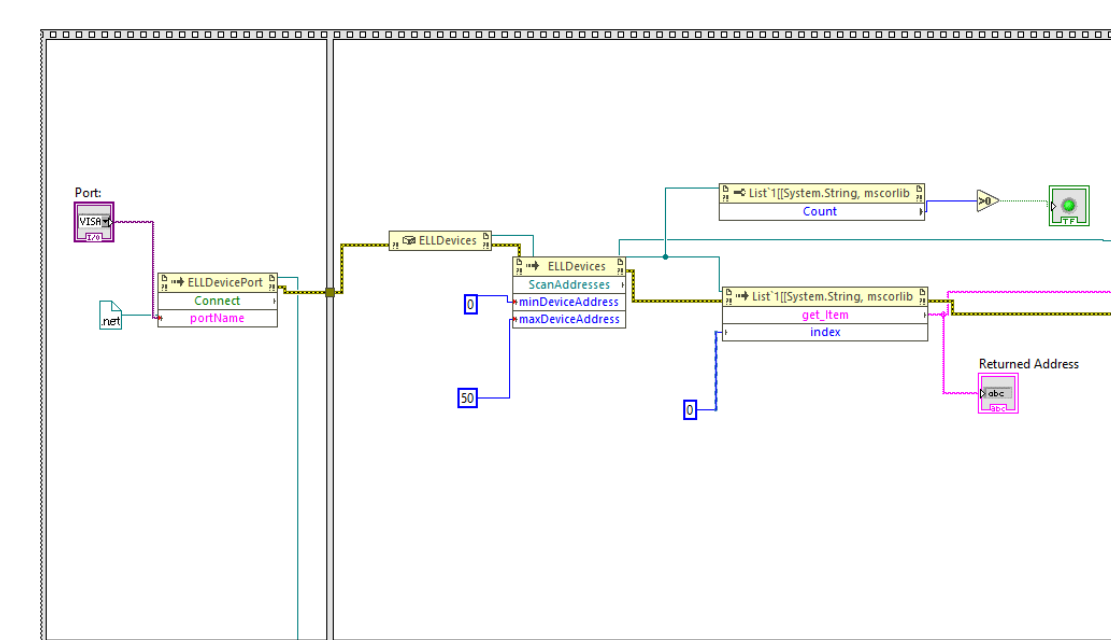 Port:
VISA
I/O
.net
ELLDevicePort
Connect
portName
ELLDevices
ELLDevices
ScanAddresses
minDeviceAddress
maxDeviceAddress
0
50
List`1[[System.String, mscorlib
Count
>0
TF
List`1[[System.String, mscorlib
get_Item
index
0
Returned Address
abc
abc